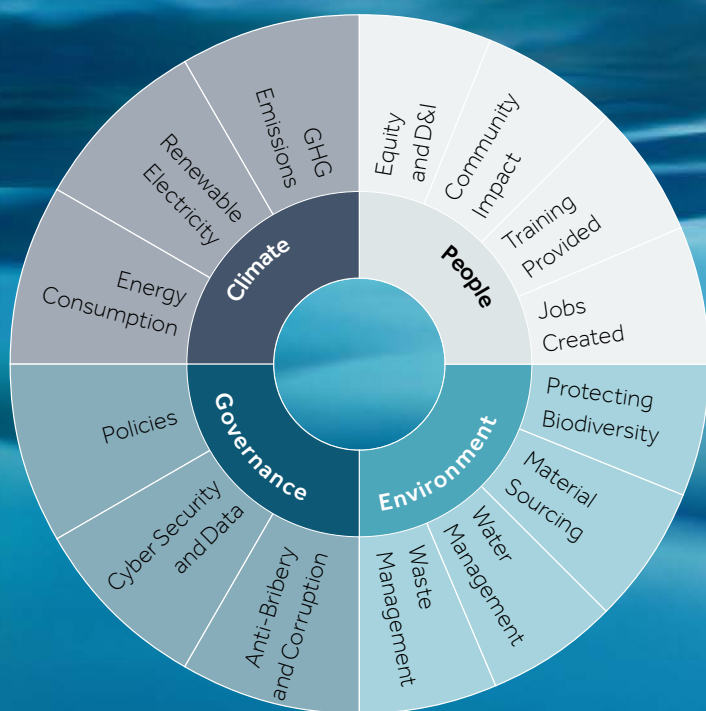 Climate
GHG
Emissions
Renewable
Electricity
Energy
Consumption
People
Equity
and D&I
Community
Impact
Training
Provided
Jobs
Created
Environment
Protecting
Biodiversity
Material
Sourcing
Water
Management
Waste
Management
Governance
Anti-Bribery
and Corruption
Cyber Security
and Data
Policies